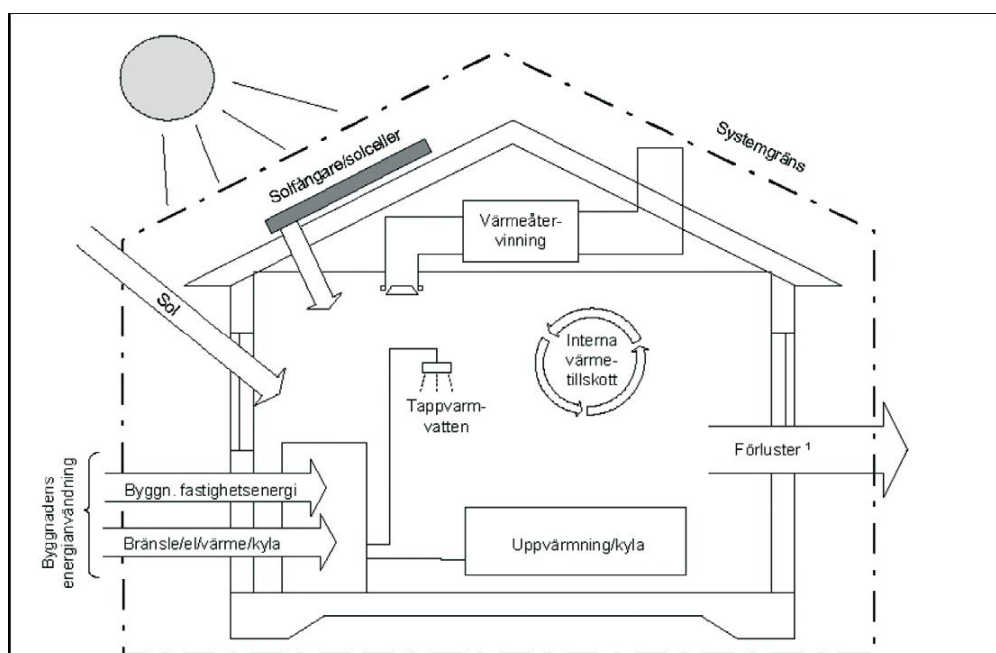 Solfångare/solceller
Systemgräns
Värmeåter-
vinning
Sol
Interna
värme-
tillskott
Tappvarm-
vatten
Förluster ¹
Byggnadens
energianvändning
Byggn. fastighetsenergi
Bränsle/el/värme/kyla
Uppvärmning/kyla